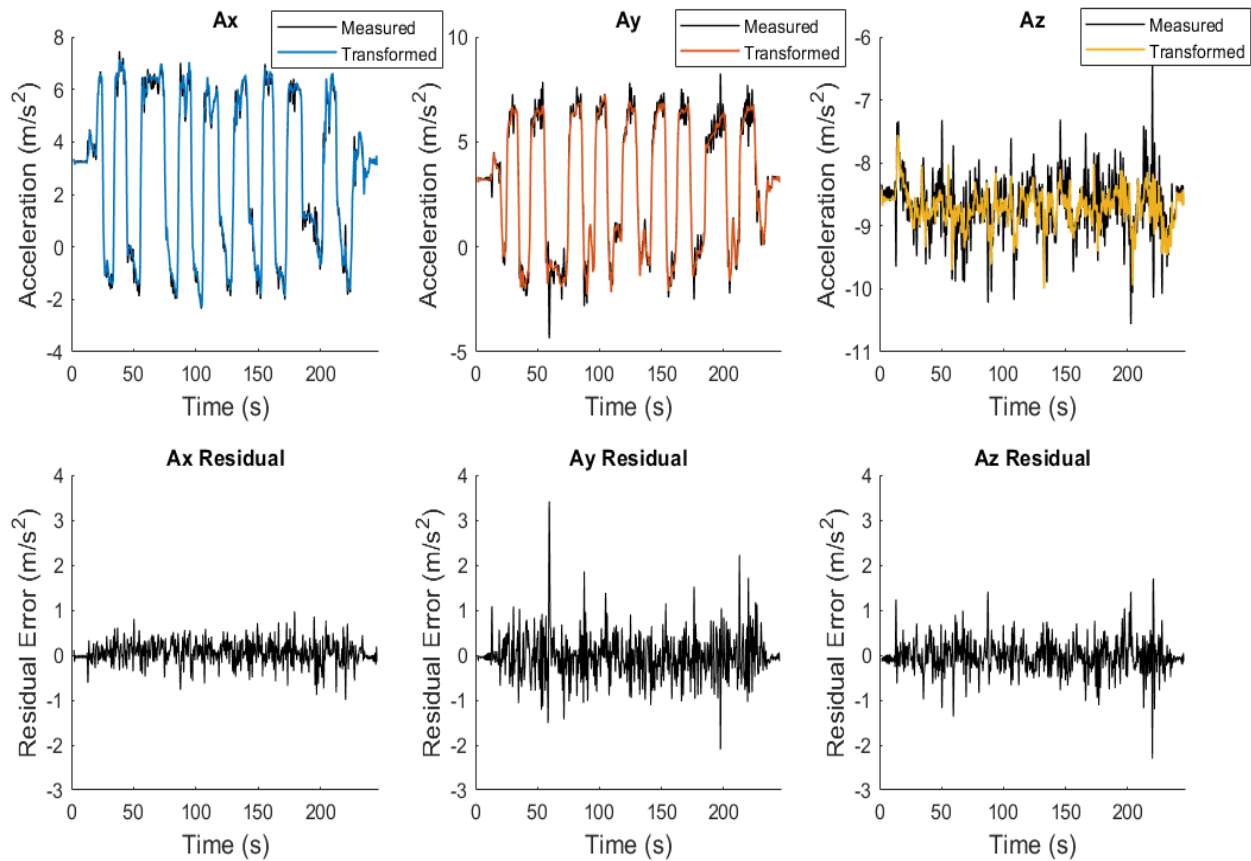 Ax
Measured
Transformed
8
6
4
2
0
-2
-4
Acceleration (m/s²)
0 50 100 150 200
Time (s)
Ay
Measured
Transformed
10
5
0
-5
Acceleration (m/s²)
0 50 100 150 200
Time (s)
Az
Measured
Transformed
-6
-7
-8
-9
-10
-11
Acceleration (m/s²)
0 50 100 150 200
Time (s)
Ax Residual
4
3
2
1
0
-1
-2
-3
Residual Error (m/s²)
0 50 100 150 200
Time (s)
Ay Residual
4
3
2
1
0
-1
-2
-3
Residual Error (m/s²)
0 50 100 150 200
Time (s)
Az Residual
4
3
2
1
0
-1
-2
-3
Residual Error (m/s²)
0 50 100 150 200
Time (s)